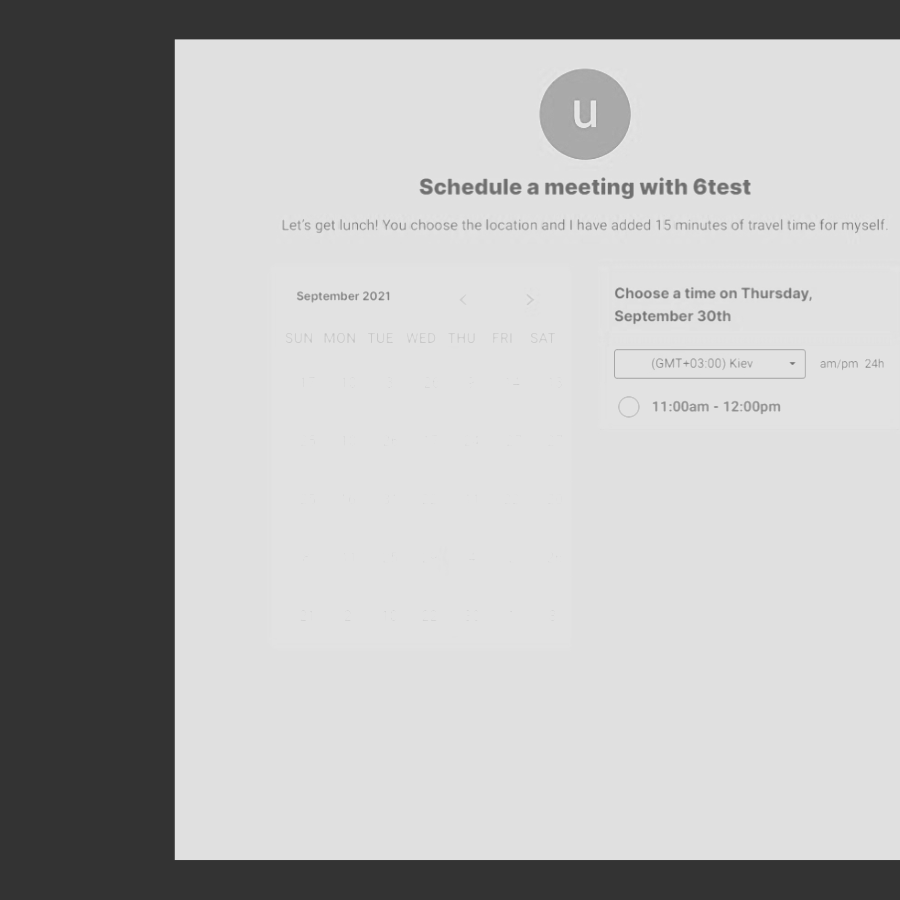 u
Schedule a meeting with 6test
Let's get lunch! You choose the location and I have added 15 minutes of travel time for myself.
September 2021
SUN MON TUE WED THU FRI SAT
Choose a time on Thursday,
September 30th
(GMT+03:00) Kiev
am/pm 24h
11:00am - 12:00pm